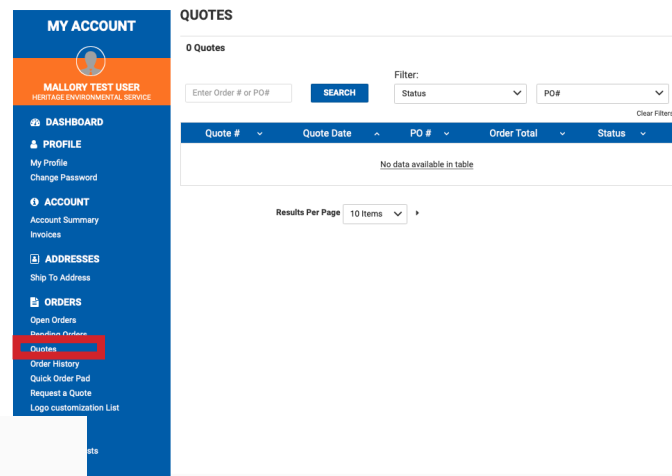 MY ACCOUNT
MALLORY TEST USER
HERITAGE ENVIRONMENTAL SERVICE
DASHBOARD
PROFILE
My Profile
Change Password
ACCOUNT
Account Summary
Invoices
ADDRESSES
Ship To Address
ORDERS
Open Orders
Pending Orders
Quotes
Order History
Quick Order Pad
Request a Quote
Logo customization List
QUOTES
0 Quotes
Filter:
Enter Order # or PO# SEARCH Status PO#
Clear Filters
Quote # Quote Date PO # Order Total Status
No data available in table
Results Per Page 10 Items